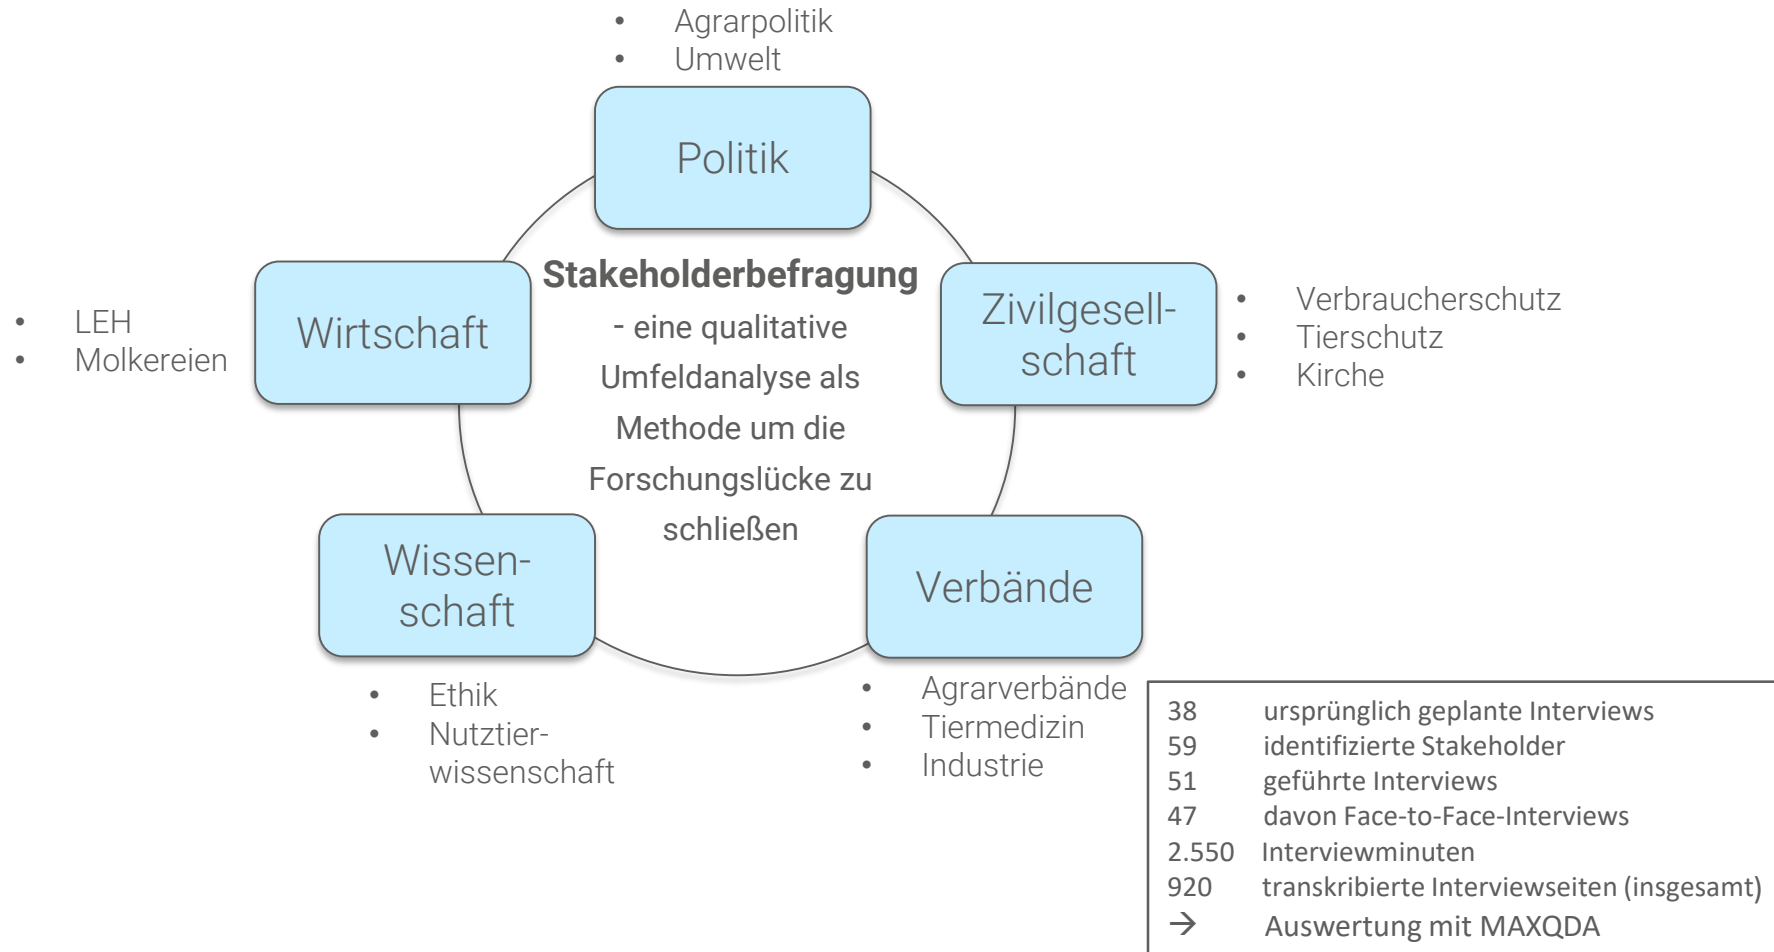 • Agrarpolitik
• Umwelt
Politik
Stakeholderbefragung
- eine qualitative
Umfeldanalyse als
Methode um die
Forschungslücke zu
schließen
Wirtschaft
• LEH
• Molkereien
Zivilgesell-
schaft
• Verbraucherschutz
• Tierschutz
• Kirche
Wissen-
schaft
• Ethik
• Nutztier-
wissenschaft
Verbände
• Agrarverbände
• Tiermedizin
• Industrie
38 ursprünglich geplante Interviews
59 identifizierte Stakeholder
51 geführte Interviews
47 davon Face-to-Face-Interviews
2.550 Interviewminuten
920 transkribierte Interviewseiten (insgesamt)
→ Auswertung mit MAXQDA